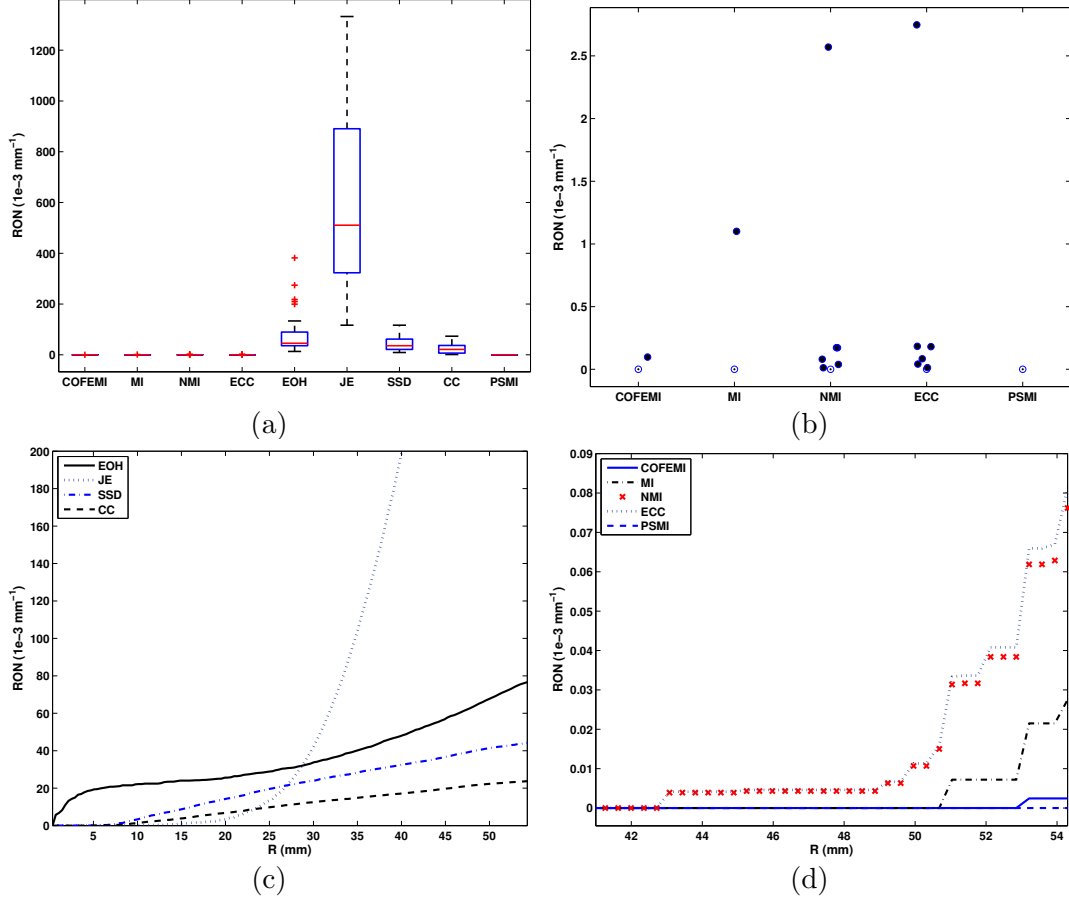 1200
1000
800
600
400
200
0
RON (1e−3 mm−1)
COFEMI MI NMI ECC EOH JE SSD CC PSMI
(a)
2.5
2
1.5
1
0.5
0
RON (1e−3 mm−1)
COFEMI MI NMI ECC PSMI
(b)
200
180
160
140
120
100
80
60
40
20
0
RON (1e−3 mm−1)
EOH
JE
SSD
CC
5 10 15 20 25 30 35 40 45 50
R (mm)
(c)
0.09
0.08
0.07
0.06
0.05
0.04
0.03
0.02
0.01
0
RON (1e−3 mm−1)
COFEMI
MI
NMI
ECC
PSMI
42 44 46 48 50 52 54
R (mm)
(d)